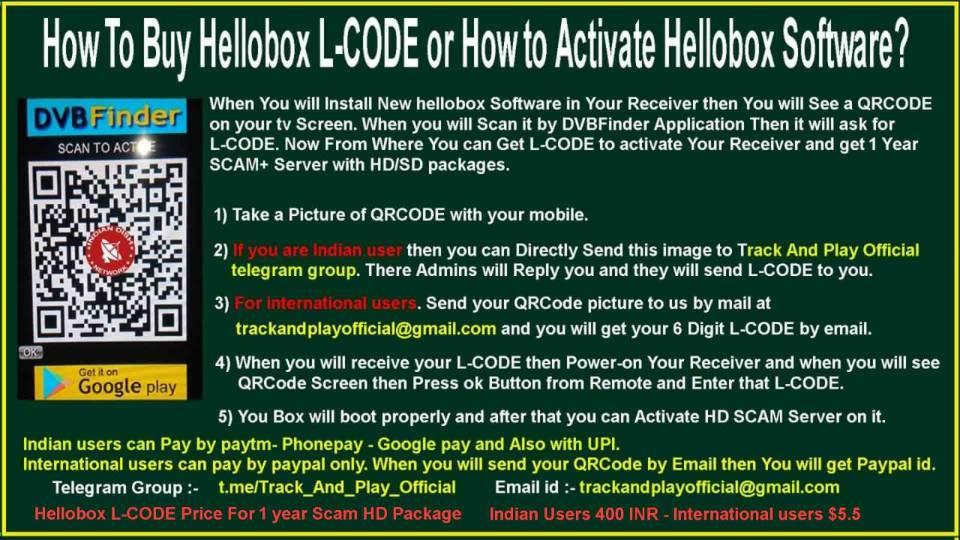 How To Buy Hellobox L-CODE or How to Activate Hellobox Software?
DVBFinder
SCAN TO ACT
INDIAN DISH
NETWORK
OK
Get it on
Google play
When You will Install New hellobox Software in Your Receiver then You will See a QRCODE
on your tv Screen. When you will Scan it by DVBFinder Application Then it will ask for
L-CODE. Now From Where You can Get L-CODE to activate Your Receiver and get 1 Year
SCAM+ Server with HD/SD packages.
1) Take a Picture of QRCODE with your mobile.
2) If you are Indian user then you can Directly Send this image to Track And Play Official
telegram group. There Admins will Reply you and they will send L-CODE to you.
3) For international users. Send your QRCode picture to us by mail at
trackandplayofficial@gmail.com and you will get your 6 Digit L-CODE by email.
4) When you will receive your L-CODE then Power-on Your Receiver and when you will see
QRCode Screen then Press ok Button from Remote and Enter that L-CODE.
5) You Box will boot properly and after that you can Activate HD SCAM Server on it.
Indian users can Pay by paytm- Phonepay - Google pay and Also with UPI.
International users can pay by paypal only. When you will send your QRCode by Email then You will get Paypal id.
Telegram Group :- t.me/Track_And_Play_Official Email id :- trackandplayofficial@gmail.com
Hellobox L-CODE Price For 1 year Scam HD Package Indian Users 400 INR - International users $5.5